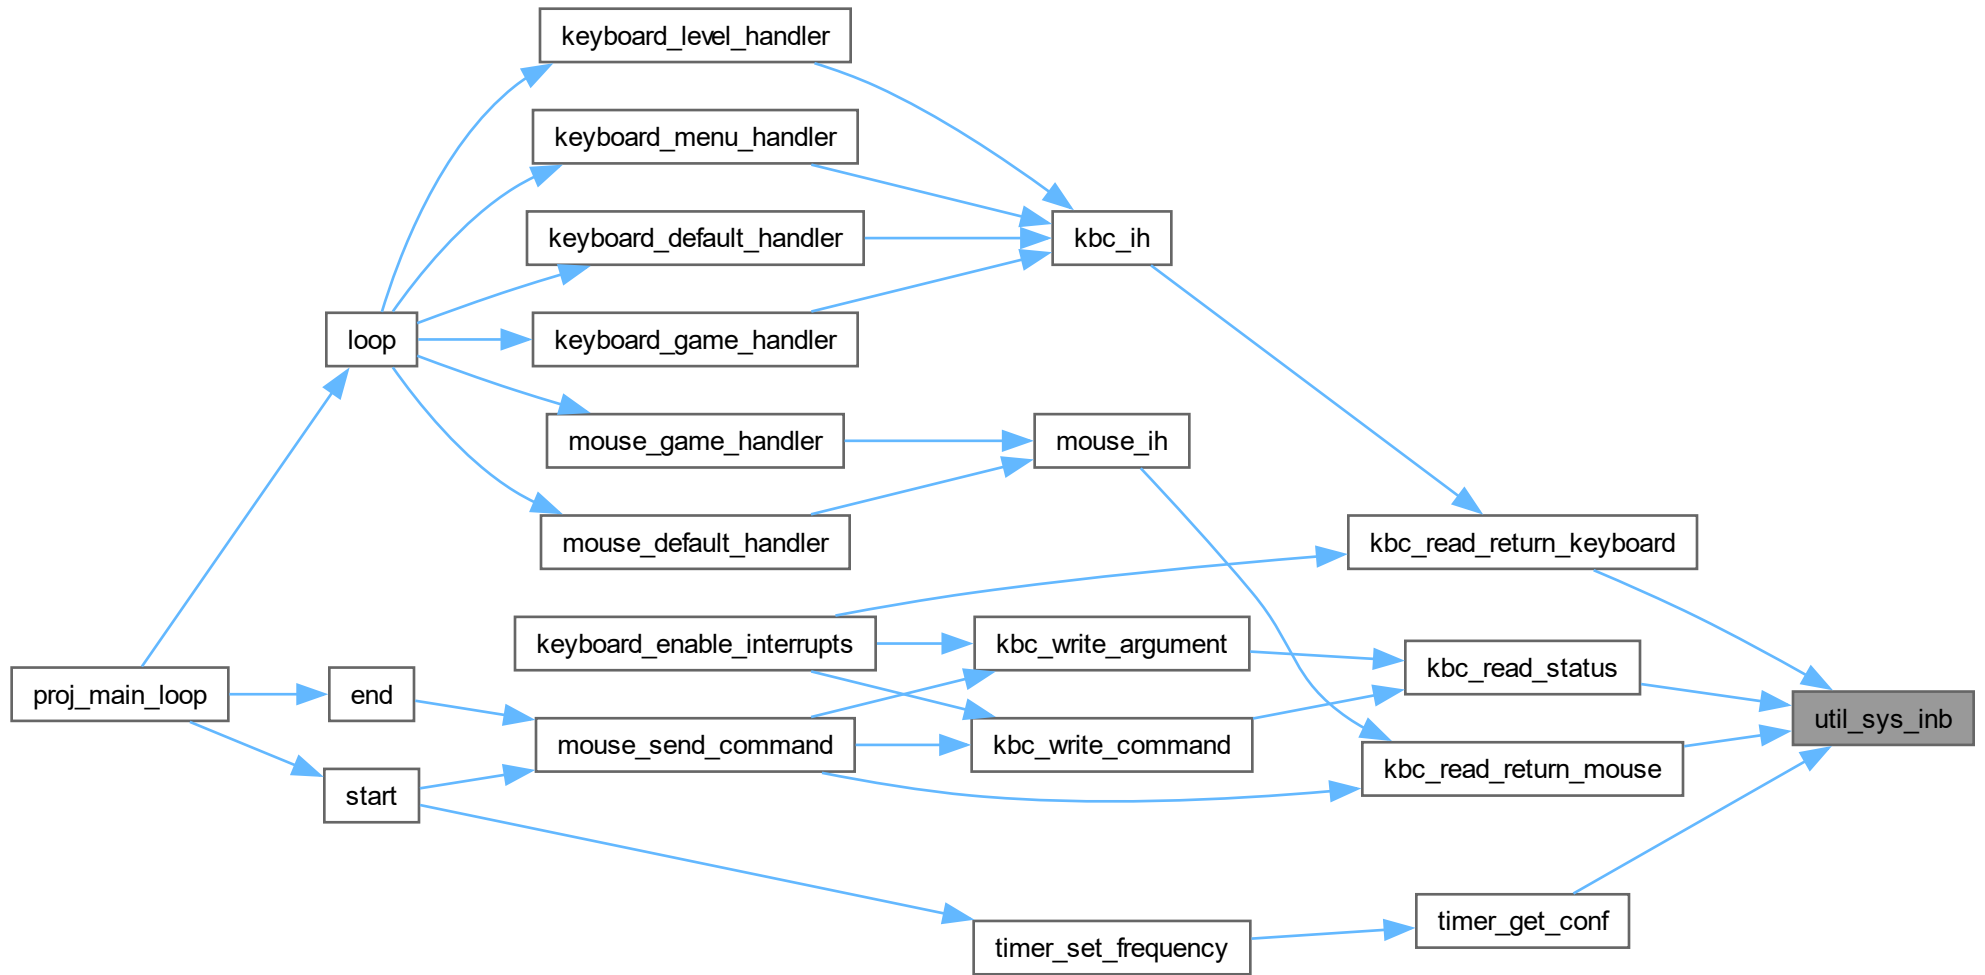 keyboard_level_handler
keyboard_menu_handler
keyboard_default_handler
kbc_ih
loop
keyboard_game_handler
mouse_game_handler
mouse_ih
mouse_default_handler
kbc_read_return_keyboard
keyboard_enable_interrupts
kbc_write_argument
kbc_read_status
proj_main_loop
end
util_sys_inb
mouse_send_command
kbc_write_command
kbc_read_return_mouse
start
timer_get_conf
timer_set_frequency